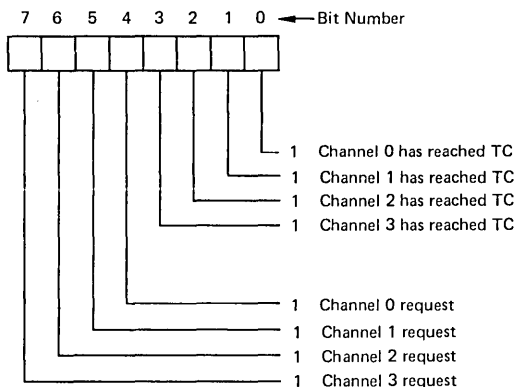 7 6 5 4 3 2 1 0 Bit Number
1 Channel 0 has reached TC
1 Channel 1 has reached TC
1 Channel 2 has reached TC
1 Channel 3 has reached TC
1 Channel 0 request
1 Channel 1 request
1 Channel 2 request
1 Channel 3 request